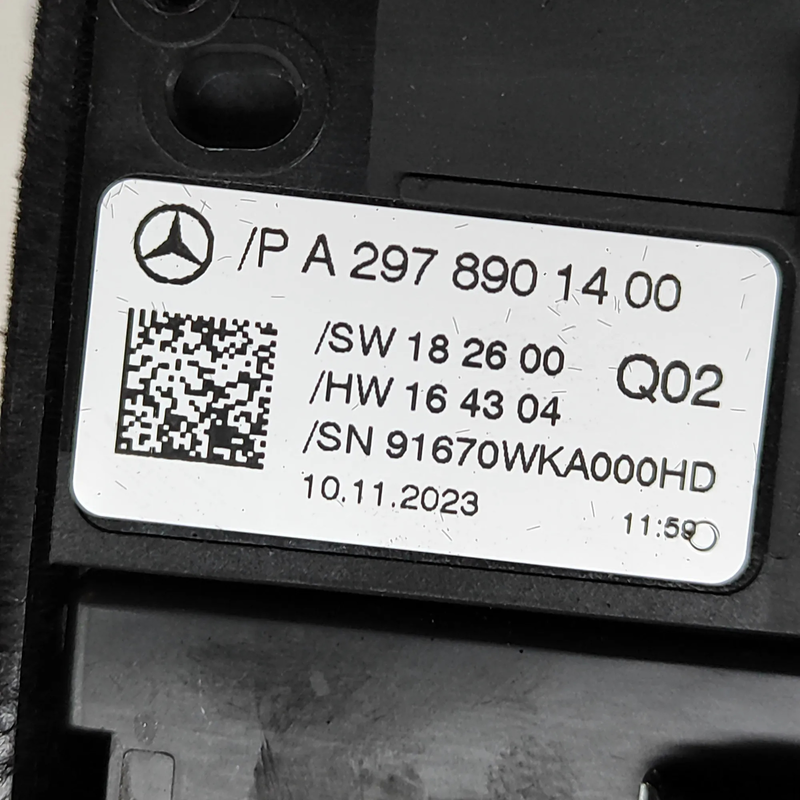 /P A 297 890 14 00
/SW 18 26 00 Q02
/HW 16 43 04
/SN 91670WKA000HD
10.11.2023 11:59